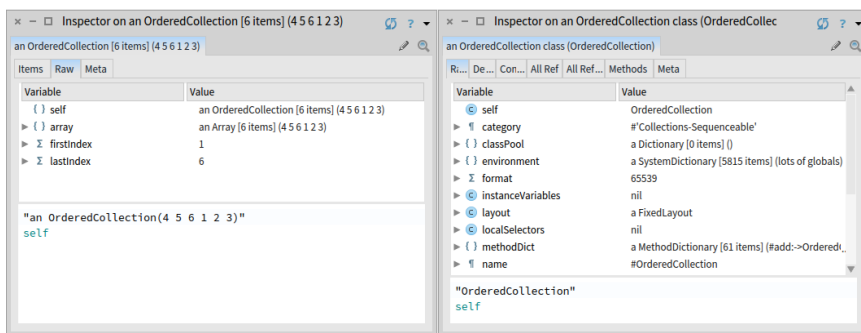 Inspector on an OrderedCollection [6 items] (4 5 6 1 2 3)
?
an OrderedCollection [6 items] (4 5 6 1 2 3)
Items Raw Meta
Variable Value
( ) self an OrderedCollection [6 items] (4 5 6 1 2 3)
( ) array an Array [6 items] (4 5 6 1 2 3)
Σ firstIndex 1
Σ lastIndex 6
"an OrderedCollection(4 5 6 1 2 3)"
self
Inspector on an OrderedCollection class (OrderedCollec
?
an OrderedCollection class (OrderedCollection)
R... De... Con... All Ref All Ref... Methods Meta
Variable Value
C self OrderedCollection
¶ category #'Collections-Sequenceable'
( ) classPool a Dictionary [0 items] ()
( ) environment a SystemDictionary [5815 items] (lots of globals)
Σ format 65539
C instanceVariables nil
C layout a FixedLayout
C localSelectors nil
( ) methodDict a MethodDictionary [61 items] (#add:->Ordered(...
¶ name #OrderedCollection
"OrderedCollection"
self